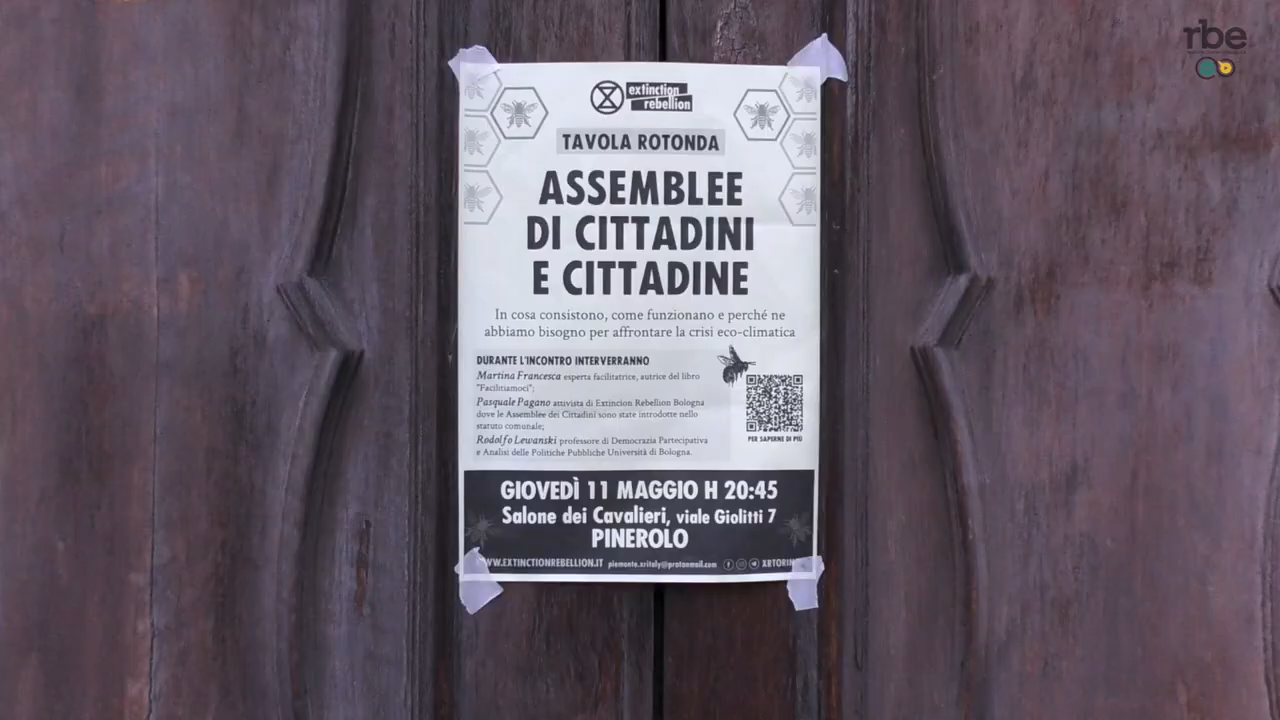 rbe
extinction
rebellion
TAVOLA ROTONDA
ASSEMBLEE
DI CITTADINI
E CITTADINE
In cosa consistono, come funzionano e perché ne
abbiamo bisogno per affrontare la crisi eco-climatica
DURANTE L'INCONTRO INTERVERRANNO
Martina Francesca esperta facilitatrice, autrice del libro
"Facilitiamoci";
Pasquale Pagano attivista di Extincion Rebellion Bologna
dove le Assemblee dei Cittadini sono state introdotte nello
statuto comunale;
Rodolfo Lewanski professore di Democrazia Partecipativa
e Analisi delle Politiche Pubbliche Università di Bologna.
PER SAPERNE DI PIÙ
GIOVEDÌ 11 MAGGIO H 20:45
Salone dei Cavalieri, viale Giolitti 7
PINEROLO
WWW.EXTINCTIONREBELLION.IT piemonte.xritaly@protonmail.com